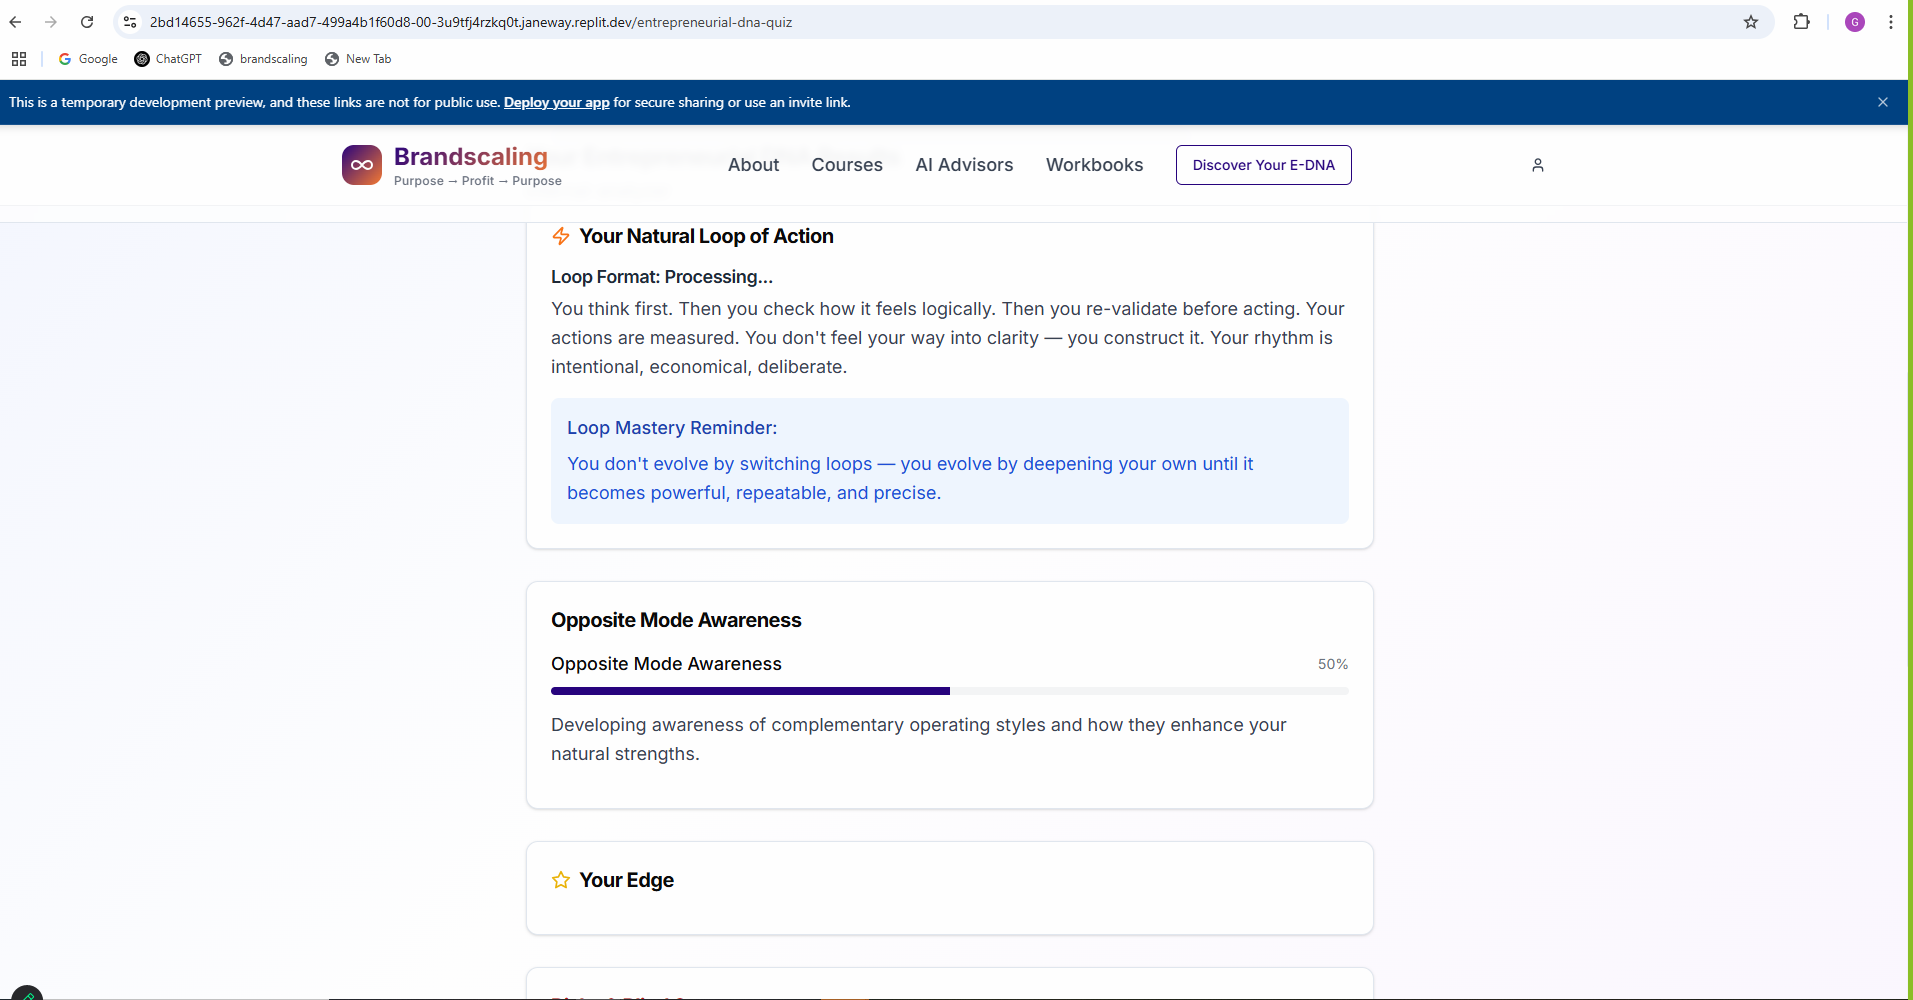 2bd14655-962f-4d47-aad7-499a4b1f60d8-00-3u9tfj4rzkq0t.janeway.replit.dev/entrepreneurial-dna-quiz
G
Google
ChatGPT
brandscaling
New Tab
This is a temporary development preview, and these links are not for public use. Deploy your app for secure sharing or use an invite link.
Brandscaling
Purpose → Profit → Purpose
About
Courses
AI Advisors
Workbooks
Discover Your E-DNA
Your Natural Loop of Action
Loop Format: Processing...
You think first. Then you check how it feels logically. Then you re-validate before acting. Your
actions are measured. You don't feel your way into clarity — you construct it. Your rhythm is
intentional, economical, deliberate.
Loop Mastery Reminder:
You don't evolve by switching loops — you evolve by deepening your own until it
becomes powerful, repeatable, and precise.
Opposite Mode Awareness
Opposite Mode Awareness
50%
Developing awareness of complementary operating styles and how they enhance your
natural strengths.
Your Edge